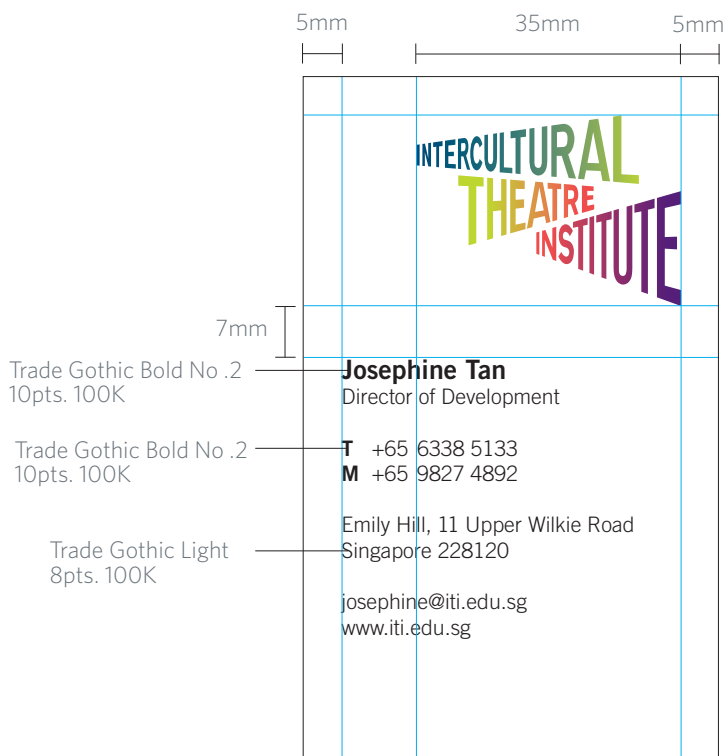 5mm 35mm 5mm
INTERCULTURAL
THEATRE
INSTITUTE
7mm
Trade Gothic Bold No .2
10pts. 100K
Josephine Tan
Director of Development
Trade Gothic Bold No .2
10pts. 100K
T +65 6338 5133
M +65 9827 4892
Emily Hill, 11 Upper Wilkie Road
Singapore 228120
Trade Gothic Light
8pts. 100K
josephine@iti.edu.sg
www.iti.edu.sg